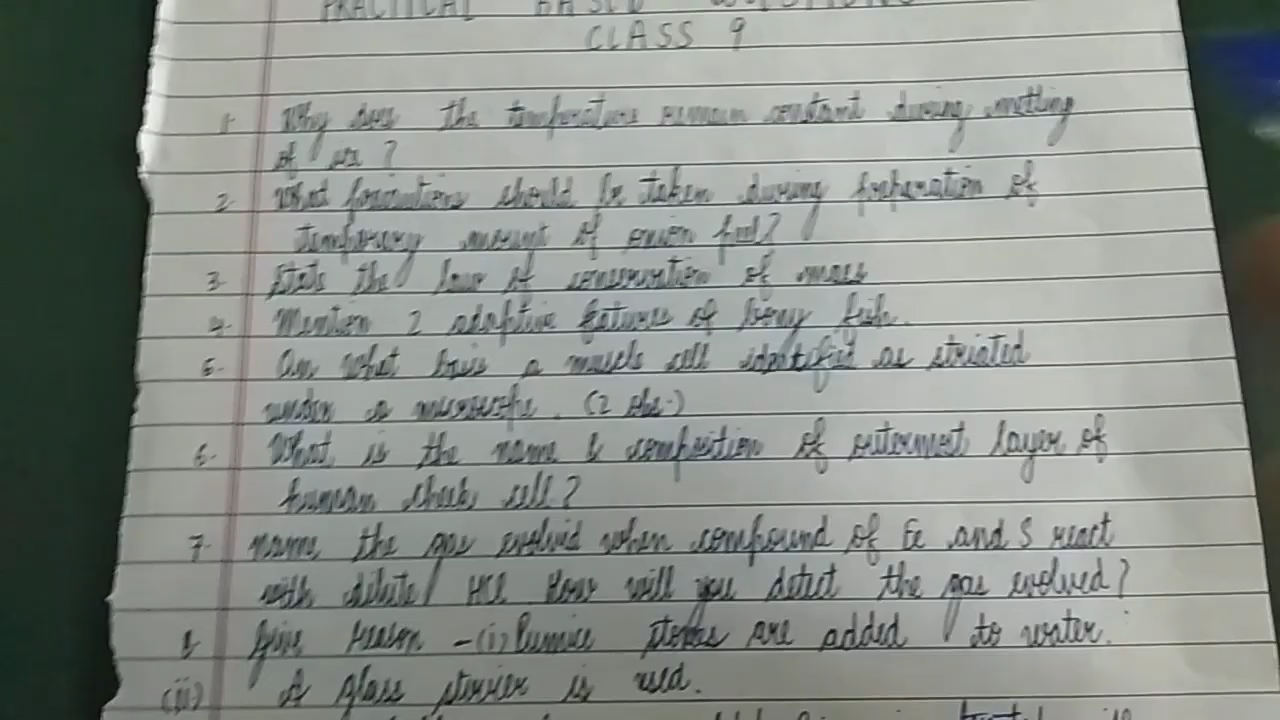 PRACTICAL BASED QUESTIONS
CLASS 9
1. Why does the temperature remain constant during melting
of ice ?
2. What precautions should be taken during preparation of
temporary mount of onion peel?
3. State the law of conservation of mass
4. Mention 2 adaptive features of bony fish.
5. On what basis a muscle cell identified as striated
under a microscope. (2 obs.)
6. What is the name & composition of outermost layer of
human cheek cell?
7. Name the gas evolved when compound of Fe and S react
with dilute HCl How will you detect the gas evolved?
8 Give reason - (i) Pumice stones are added to water.
(ii) A glass stirrer is used.